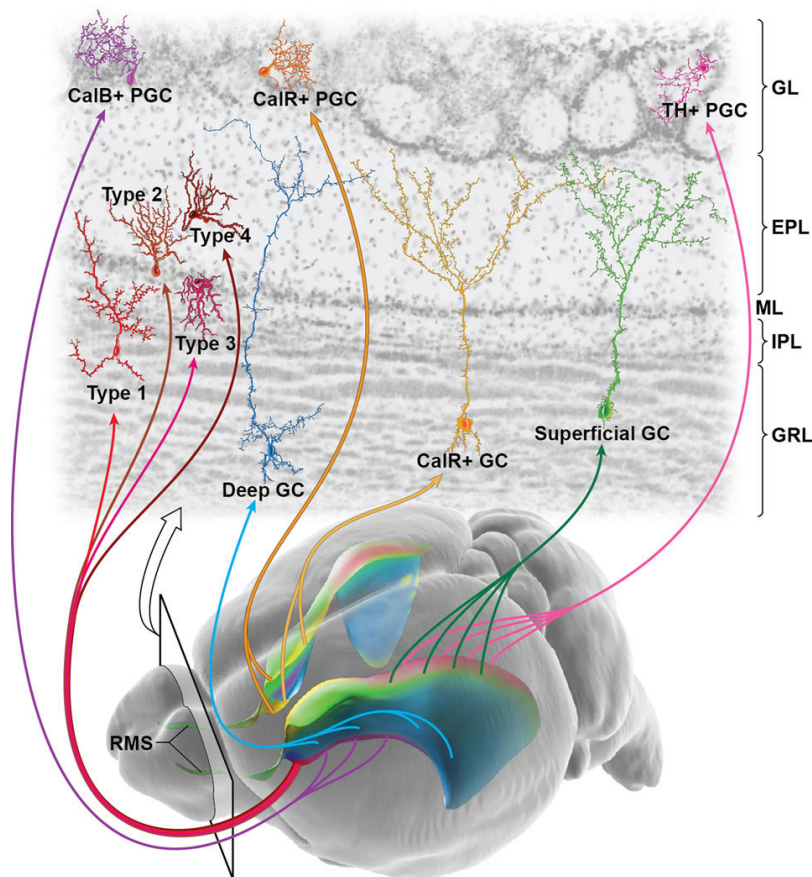 CalB+ PGC
CalR+ PGC
TH+ PGC
GL
Type 2
Type 4
EPL
ML
Type 3
IPL
Type 1
Superficial GC
GRL
CalR+ GC
Deep GC
RMS